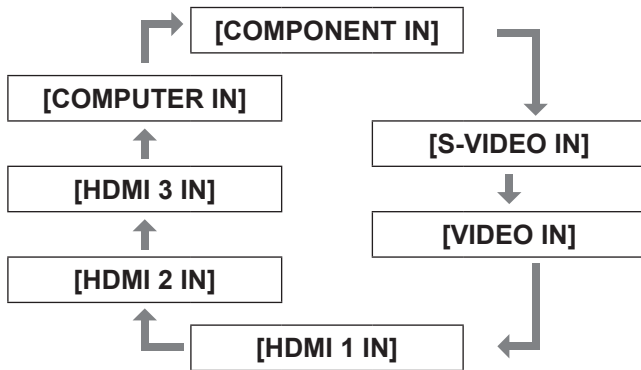 [COMPONENT IN]
[COMPUTER IN]
[S-VIDEO IN]
[HDMI 3 IN]
[VIDEO IN]
[HDMI 2 IN]
[HDMI 1 IN]